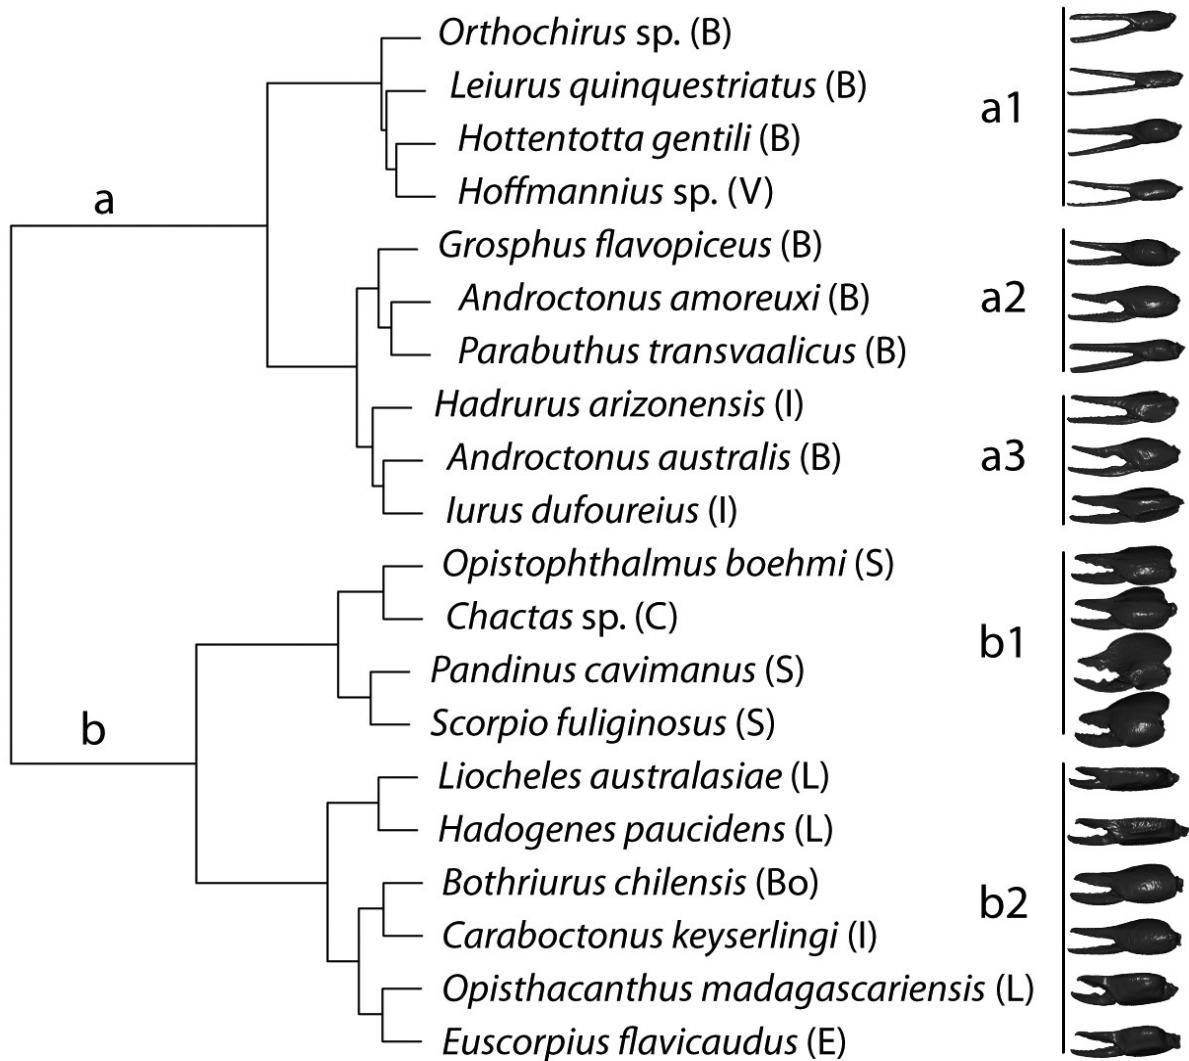 Orthochirus sp. (B)
Leiurus quinquestriatus (B)
a1
Hottentotta gentili (B)
Hoffmannius sp. (V)
a
Grosphus flavopiceus (B)
Androctonus amoreuxi (B)
a2
Parabuthus transvaalicus (B)
Hadrurus arizonensis (I)
Androctonus australis (B)
a3
Iurus dufoureius (I)
Opistophthalmus boehmi (S)
Chactas sp. (C)
b1
Pandinus cavimanus (S)
Scorpio fuliginosus (S)
b
Liocheles australasiae (L)
Hadogenes paucidens (L)
Bothriurus chilensis (Bo)
b2
Caraboctonus keyserlingi (I)
Opisthacanthus madagascariensis (L)
Euscorpius flavicaudus (E)